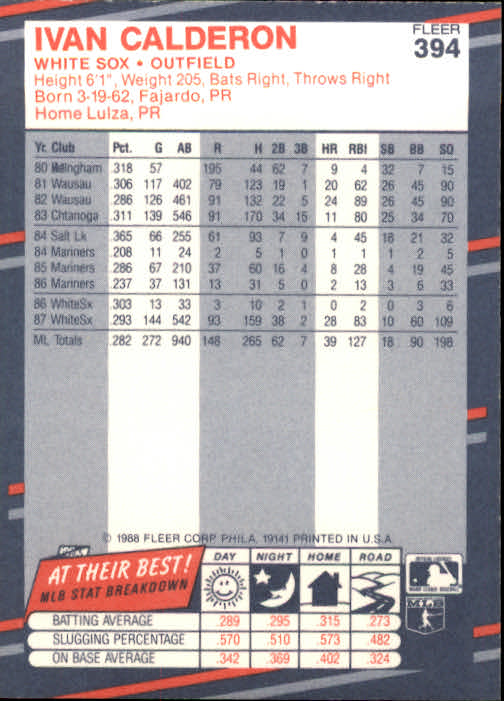 IVAN CALDERON
FLEER
394
WHITE SOX • OUTFIELD
Height 6'1", Weight 205, Bats Right, Throws Right
Born 3-19-62, Fajardo, PR
Home Lulza, PR
Yr. Club Pct. G AB R H 2B 3B HR RBI SB BB SO
80 Bellingham .318 57 195 44 62 7 9 4 32 7 15
81 Wausau .306 117 402 79 123 19 1 20 62 26 45 90
82 Wausau .286 126 461 91 132 22 5 24 89 26 45 90
83 Chtanoga .311 139 546 91 170 34 15 11 80 25 34 70
84 Salt Lk .365 66 255 61 93 7 9 4 45 18 21 32
84 Mariners .208 11 24 2 5 1 0 1 1 1 2 5
85 Mariners .286 67 210 37 60 16 4 8 28 4 19 45
86 Mariners .237 37 131 13 31 5 0 2 13 3 6 33
86 WhiteSx .303 13 33 3 10 2 1 0 2 0 3 6
87 WhiteSx .293 144 542 93 159 38 2 28 83 10 60 109
ML Totals .282 272 940 148 265 62 7 39 127 18 90 198
© 1988 FLEER CORP. PHILA. 19141 PRINTED IN U.S.A.
AT THEIR BEST!
MLB STAT BREAKDOWN
DAY NIGHT HOME ROAD
BATTING AVERAGE .289 .295 .315 .273
SLUGGING PERCENTAGE .570 .510 .573 .482
ON BASE AVERAGE .342 .369 .402 .324